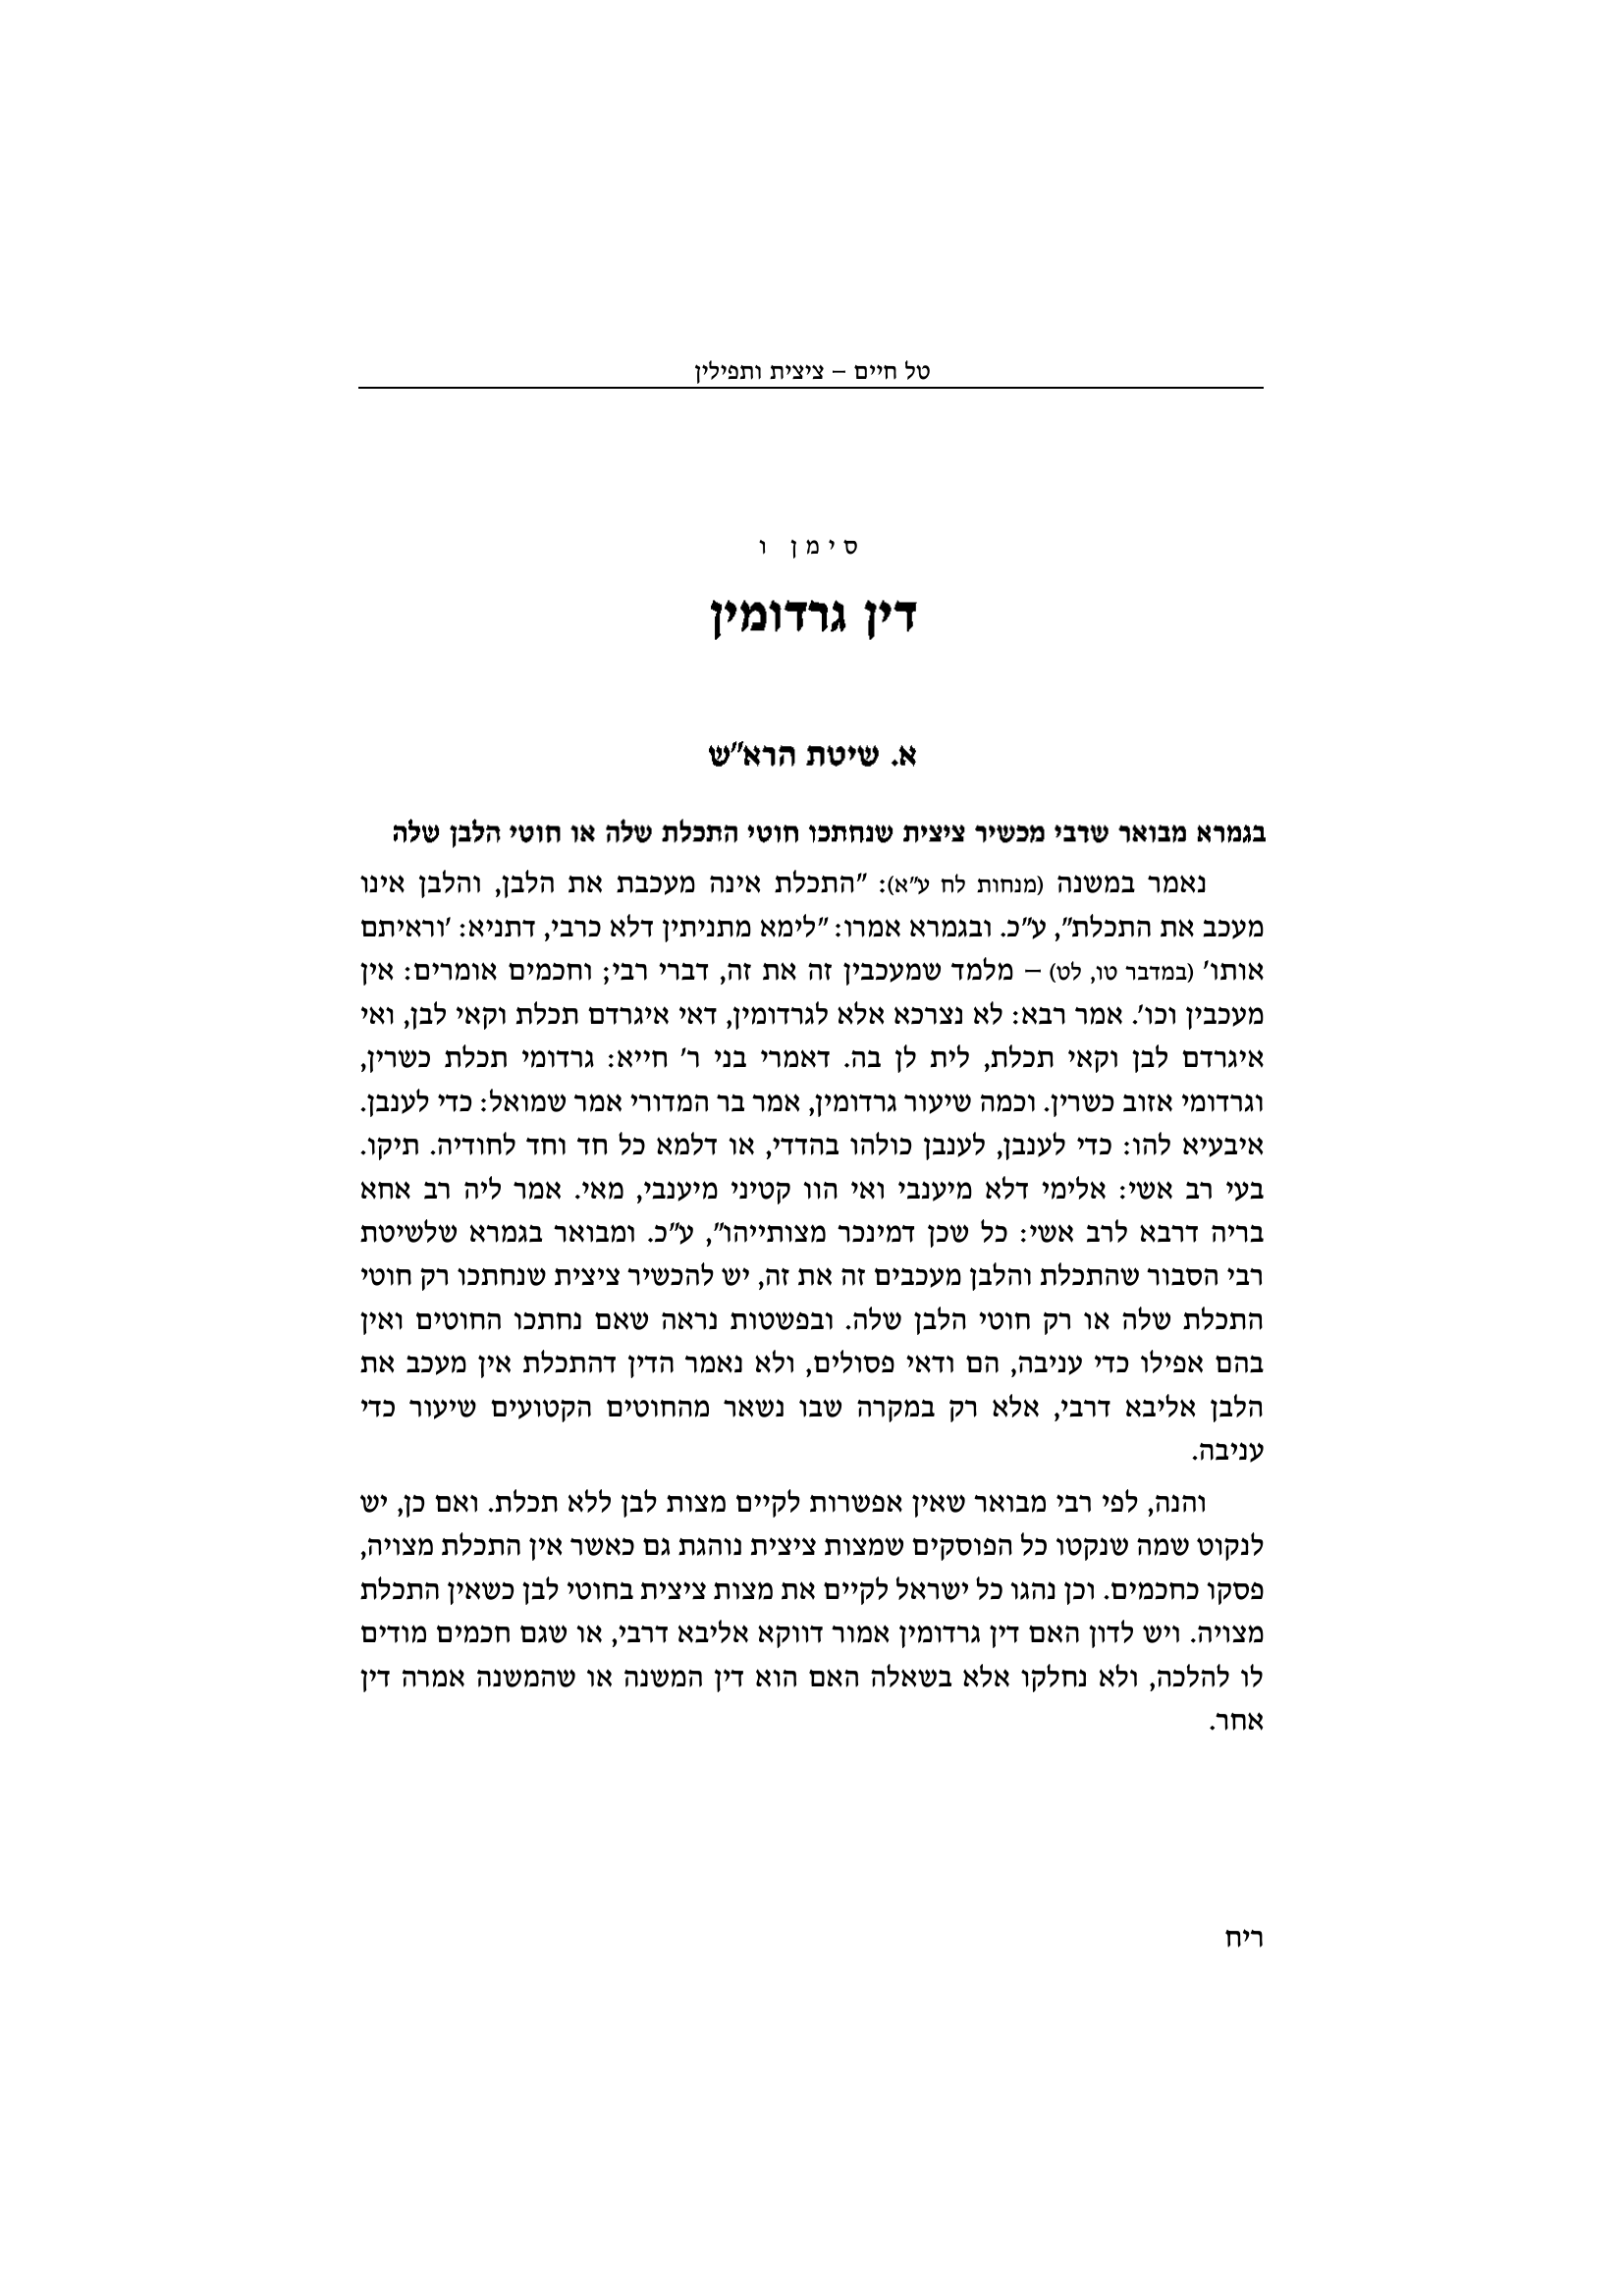 טל חיים – ציצית ותפילין
סימן ו
דין גרדומין
א. שיטת הרא"ש
בגמרא מבואר שרבי מכשיר ציצית שנחתכו חוטי התכלת שלה או חוטי הלבן שלה
נאמר במשנה (מנחות לח ע"א): "התכלת אינה מעכבת את הלבן, והלבן אינו
מעכב את התכלת", ע"כ. ובגמרא אמרו: "לימא מתניתין דלא כרבי, דתניא: 'וראיתם
אותו' (במדבר טו, לט) – מלמד שמעכבין זה את זה, דברי רבי; וחכמים אומרים: אין
מעכבין וכו'. אמר רבא: לא נצרכא אלא לגרדומין, דאי איגרדם תכלת וקאי לבן, ואי
איגרדם לבן וקאי תכלת, לית לן בה. דאמרי בני ר' חייא: גרדומי תכלת כשרין,
וגרדומי אזוב כשרין. וכמה שיעור גרדומין, אמר בר המדורי אמר שמואל: כדי לענבן.
איבעיא להו: כדי לענבן, לענבן כולהו בהדדי, או דלמא כל חד וחד לחודיה. תיקו.
בעי רב אשי: אלימי דלא מיענבי ואי הוו קטיני מיענבי, מאי. אמר ליה רב אחא
בריה דרבא לרב אשי: כל שכן דמינכר מצותייהו", ע"כ. ומבואר בגמרא שלשיטת
רבי הסבור שהתכלת והלבן מעכבים זה את זה, יש להכשיר ציצית שנחתכו רק חוטי
התכלת שלה או רק חוטי הלבן שלה. ובפשטות נראה שאם נחתכו החוטים ואין
בהם אפילו כדי עניבה, הם ודאי פסולים, ולא נאמר הדין דהתכלת אין מעכב את
הלבן אליבא דרבי, אלא רק במקרה שבו נשאר מהחוטים הקטועים שיעור כדי
עניבה.
והנה, לפי רבי מבואר שאין אפשרות לקיים מצות לבן ללא תכלת. ואם כן, יש
לנקוט שמה שנקטו כל הפוסקים שמצות ציצית נוהגת גם כאשר אין התכלת מצויה,
פסקו כחכמים. וכן נהגו כל ישראל לקיים את מצות ציצית בחוטי לבן כשאין התכלת
מצויה. ויש לדון האם דין גרדומין אמור דווקא אליבא דרבי, או שגם חכמים מודים
לו להלכה, ולא נחלקו אלא בשאלה האם הוא דין המשנה או שהמשנה אמרה דין
אחר.
ריח